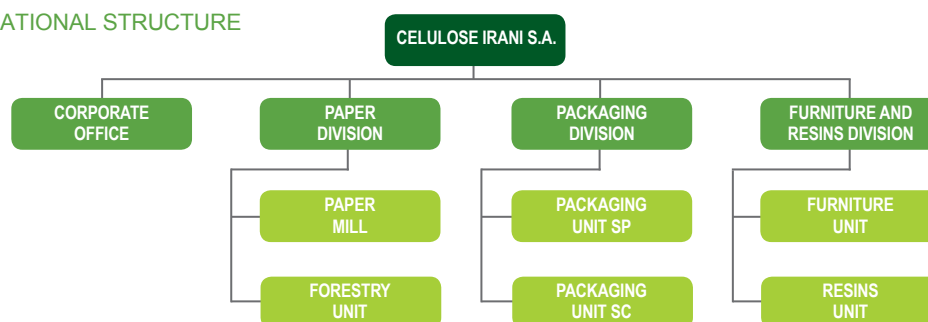 ATIONAL STRUCTURE
CELULOSE IRANI S.A.
CORPORATE
OFFICE
PAPER
DIVISION
PACKAGING
DIVISION
FURNITURE AND
RESINS DIVISION
PAPER
MILL
PACKAGING
UNIT SP
FURNITURE
UNIT
FORESTRY
UNIT
PACKAGING
UNIT SC
RESINS
UNIT